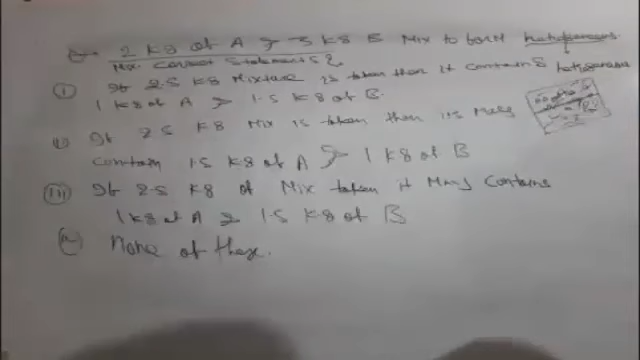 2 kg of A & 3 kg B Mix to form heterogeneous
Mix. Correct Statements?
(i) If 2.5 kg Mixture is taken then it contains
1 kg of A & 1.5 kg of B.
(ii) If 2.5 kg Mix is taken then its May
contain 1.5 kg of A & 1 kg of B
(iii) If 2.5 kg of Mix taken it May Contains
1 kg of A & 1.5 kg of B
None of these.